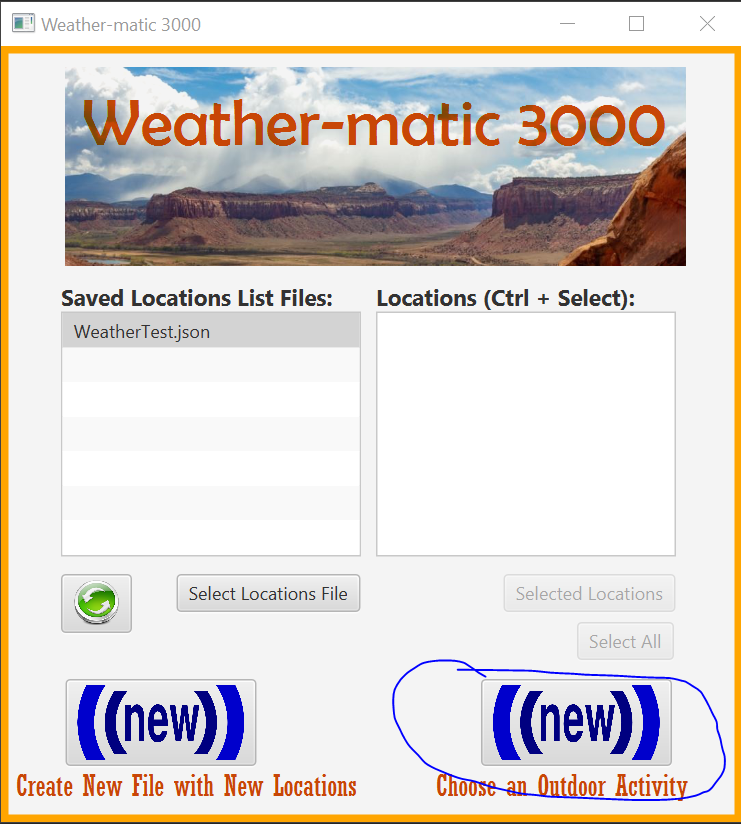 Weather-matic 3000
Weather-matic 3000
Saved Locations List Files:
Locations (Ctrl + Select):
WeatherTest.json
Select Locations File
Selected Locations
Select All
((new))
((new))
Create New File with New Locations
Choose an Outdoor Activity